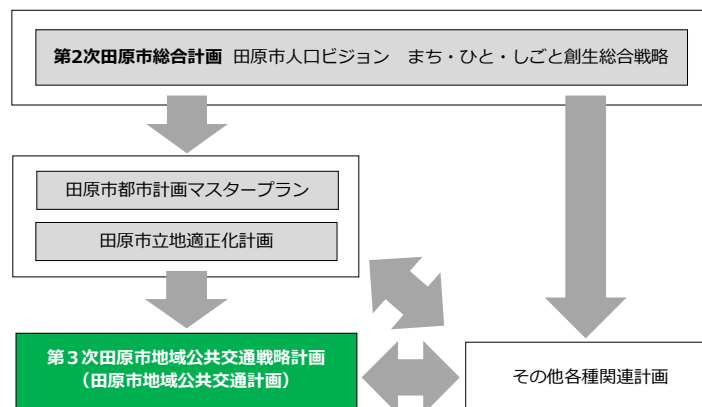 第2次田原市総合計画 田原市人口ビジョン まち・ひと・しごと創生総合戦略
田原市都市計画マスタープラン
田原市立地適正化計画
第３次田原市地域公共交通戦略計画
（田原市地域公共交通計画）
その他各種関連計画